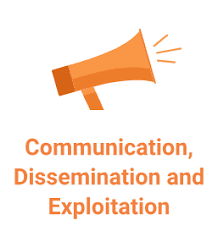 Communication,
Dissemination and
Exploitation